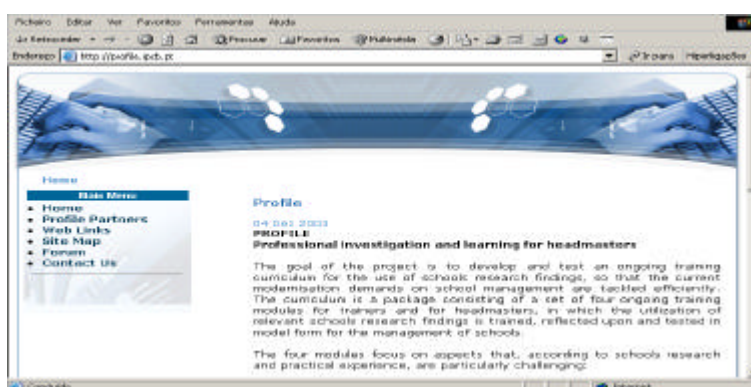 Ficheiro Editar Ver Favoritos Ferramentas Ajuda
Retroceder Procurar Favoritos Multimédia
Endereço http://profile.ipcb.pt Ir para Hiperligações
Home
Main Menu
Home
Profile Partners
Web Links
Site Map
Forum
Contact Us
Profile
2003
PROFILE
Professional investigation and learning for headmasters
The goal of the project is to develop and test an ongoing training
curriculum for the use of schools research findings, so that the current
modernisation demands on school management are tackled efficiently.
The curriculum is a package consisting of a set of four ongoing training
modules for trainers and for headmasters, in which the utilization of
relevant schools research findings is trained, reflected upon and tested in
model form for the management of schools.
The four modules focus on aspects that, according to schools research
and practical experience, are particularly challenging:
Concluído Internet